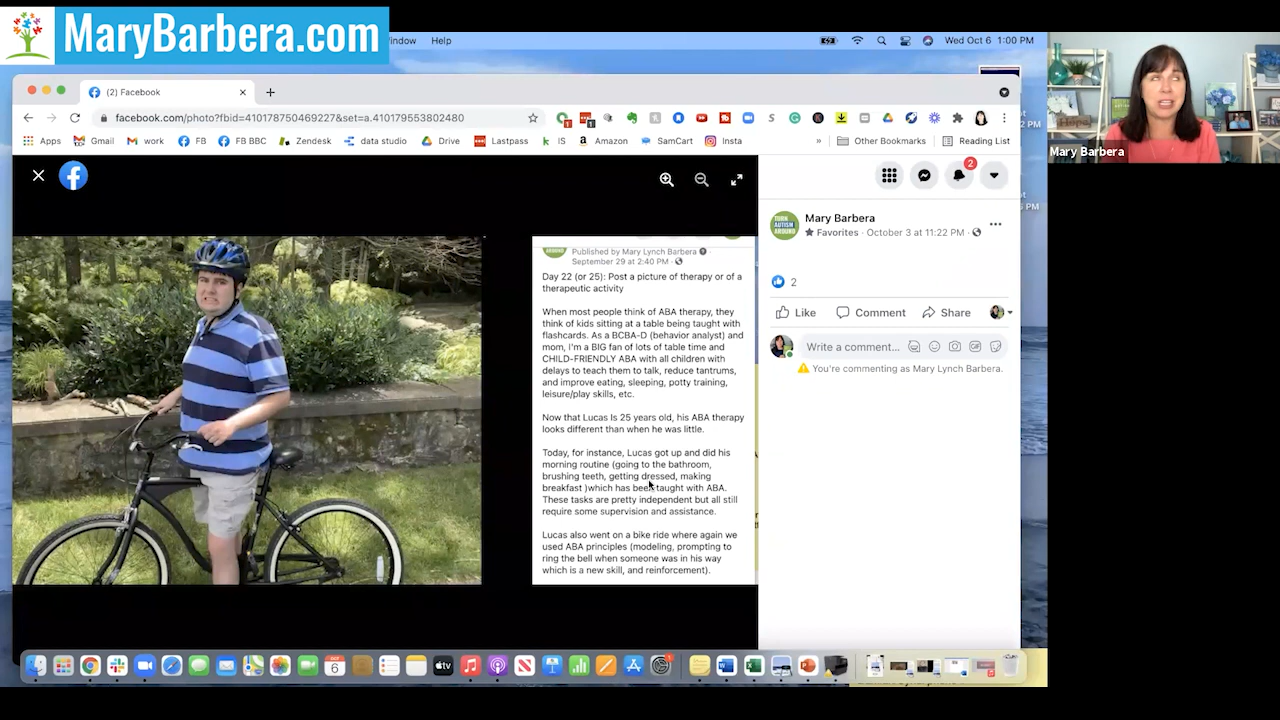 MaryBarbera.com
indow Help
Wed Oct 6 1:00 PM
(2) Facebook
facebook.com/photo?fbid=410178750469227&set=a.410179553802480
Apps Gmail work FB FB BBC Zendesk data studio Drive Lastpass IS Amazon SamCart Insta » Other Bookmarks Reading List
2
Mary Barbera
Favorites · October 3 at 11:22 PM ·
2
Like Comment Share
Write a comment…
You're commenting as Mary Lynch Barbera.
TURN
AUTISM
AROUND
Published by Mary Lynch Barbera
September 29 at 2:40 PM ·
Day 22 (or 25): Post a picture of therapy or of a
therapeutic activity
When most people think of ABA therapy, they
think of kids sitting at a table being taught with
flashcards. As a BCBA-D (behavior analyst) and
mom, i'm a BIG fan of lots of table time and
CHILD-FRIENDLY ABA with all children with
delays to teach them to talk, reduce tantrums,
and improve eating, sleeping, potty training,
leisure/play skills, etc.
Now that Lucas Is 25 years old, his ABA therapy
looks different than when he was little.
Today, for instance, Lucas got up and did his
morning routine (going to the bathroom,
brushing teeth, getting dressed, making
breakfast )which has been taught with ABA.
These tasks are pretty independent but all still
require some supervision and assistance.
Lucas also went on a bike ride where again we
used ABA principles (modeling, prompting to
ring the bell when someone was in his way
which is a new skill, and reinforcement).
Mary Barbera
OCT
6
tv